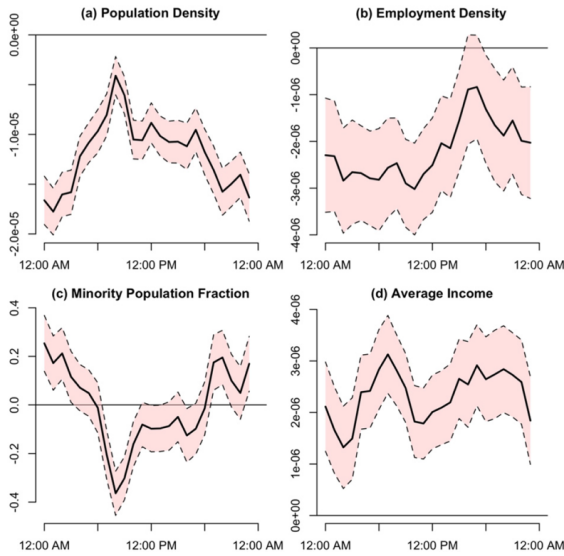 (a) Population Density
0.0e+00
-1.0e-05
-2.0e-05
12:00 AM 12:00 PM 12:00 AM
(b) Employment Density
0e+00
-1e-06
-2e-06
-3e-06
-4e-06
12:00 AM 12:00 PM 12:00 AM
(c) Minority Population Fraction
0.4
0.2
0.0
-0.4
12:00 AM 12:00 PM 12:00 AM
(d) Average Income
4e-06
3e-06
2e-06
1e-06
0e+00
12:00 AM 12:00 PM 12:00 AM